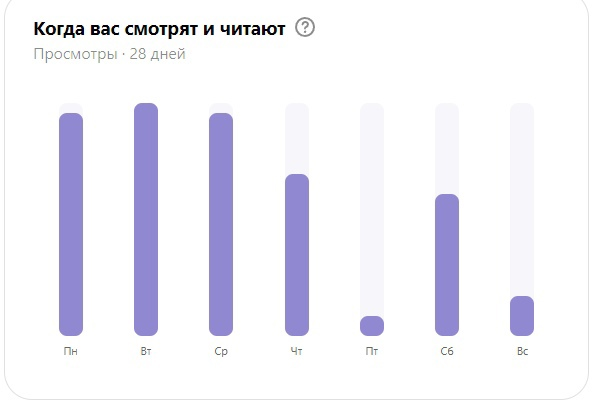 Когда вас смотрят и читают ?
Просмотры · 28 дней
Пн Вт Ср Чт Пт Сб Вс